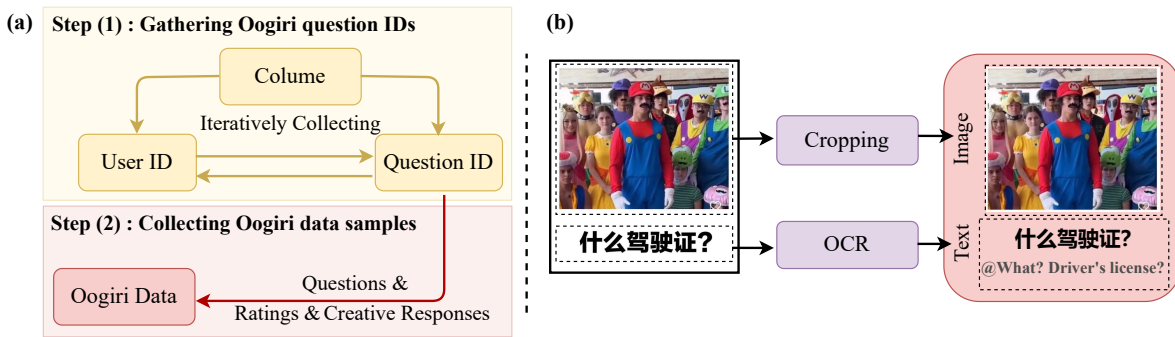 (a)
Step (1) : Gathering Oogiri question IDs
Colume
Iteratively Collecting
User ID
Question ID
Step (2) : Collecting Oogiri data samples
Oogiri Data
Questions &
Ratings & Creative Responses
(b)
什么驾驶证?
Cropping
OCR
Image
Text
什么驾驶证?
@What? Driver's license?